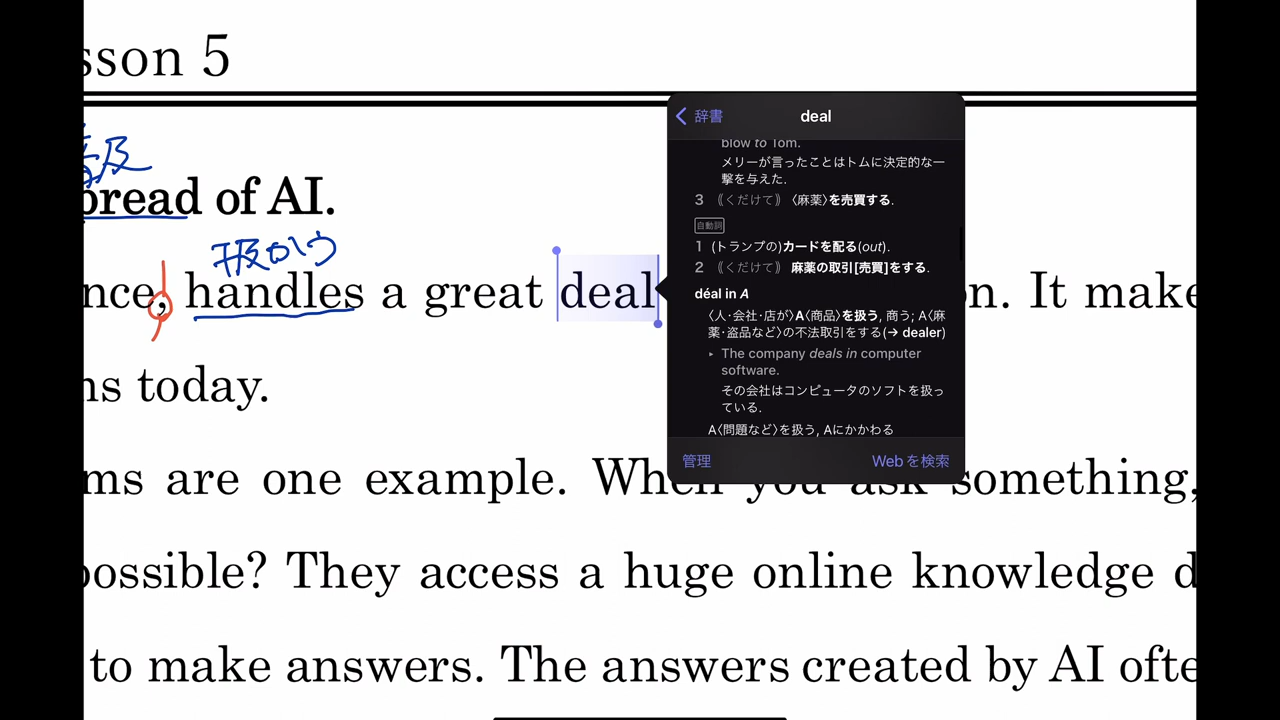 sson 5
普及
pread of AI.
扱かう
nce, handles a great deal
on. It make
ns today.
ms are one example. When you ask something,
possible? They access a huge online knowledge d
to make answers. The answers created by AI ofte
辞書
deal
blow to Tom.
メリーが言ったことはトムに決定的な一
撃を与えた.
3 ⸨くだけて⸩ 〈麻薬〉を売買する.
自動詞
1 (トランプの)カードを配る(out).
2 ⸨くだけて⸩ 麻薬の取引[売買]をする.
déal in A
〈人･会社･店が〉A〈商品〉を扱う, 商う; A〈麻
薬･盗品など〉の不法取引をする(→ dealer)
▸ The company deals in computer
software.
その会社はコンピュータのソフトを扱っ
ている.
A〈問題など〉を扱う, Aにかかわる
管理
Webを検索